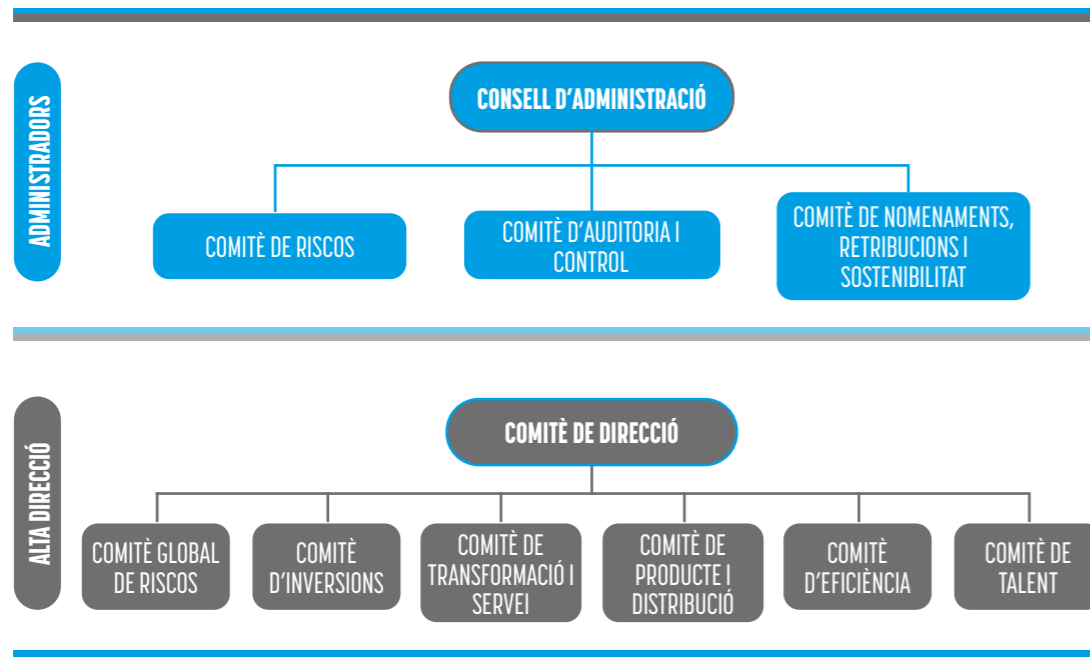 ADMINISTRADORS
CONSELL D'ADMINISTRACIÓ
COMITÈ DE RISCOS
COMITÈ D'AUDITORIA I
CONTROL
COMITÈ DE NOMENAMENTS,
RETRIBUCIONS I
SOSTENIBILITAT
ALTA DIRECCIÓ
COMITÈ DE DIRECCIÓ
COMITÈ GLOBAL
DE RISCOS
COMITÈ
D'INVERSIONS
COMITÈ DE
TRANSFORMACIÓ I
SERVEI
COMITÈ DE
PRODUCTE I
DISTRIBUCIÓ
COMITÈ
D'EFICIÈNCIA
COMITÈ DE
TALENT